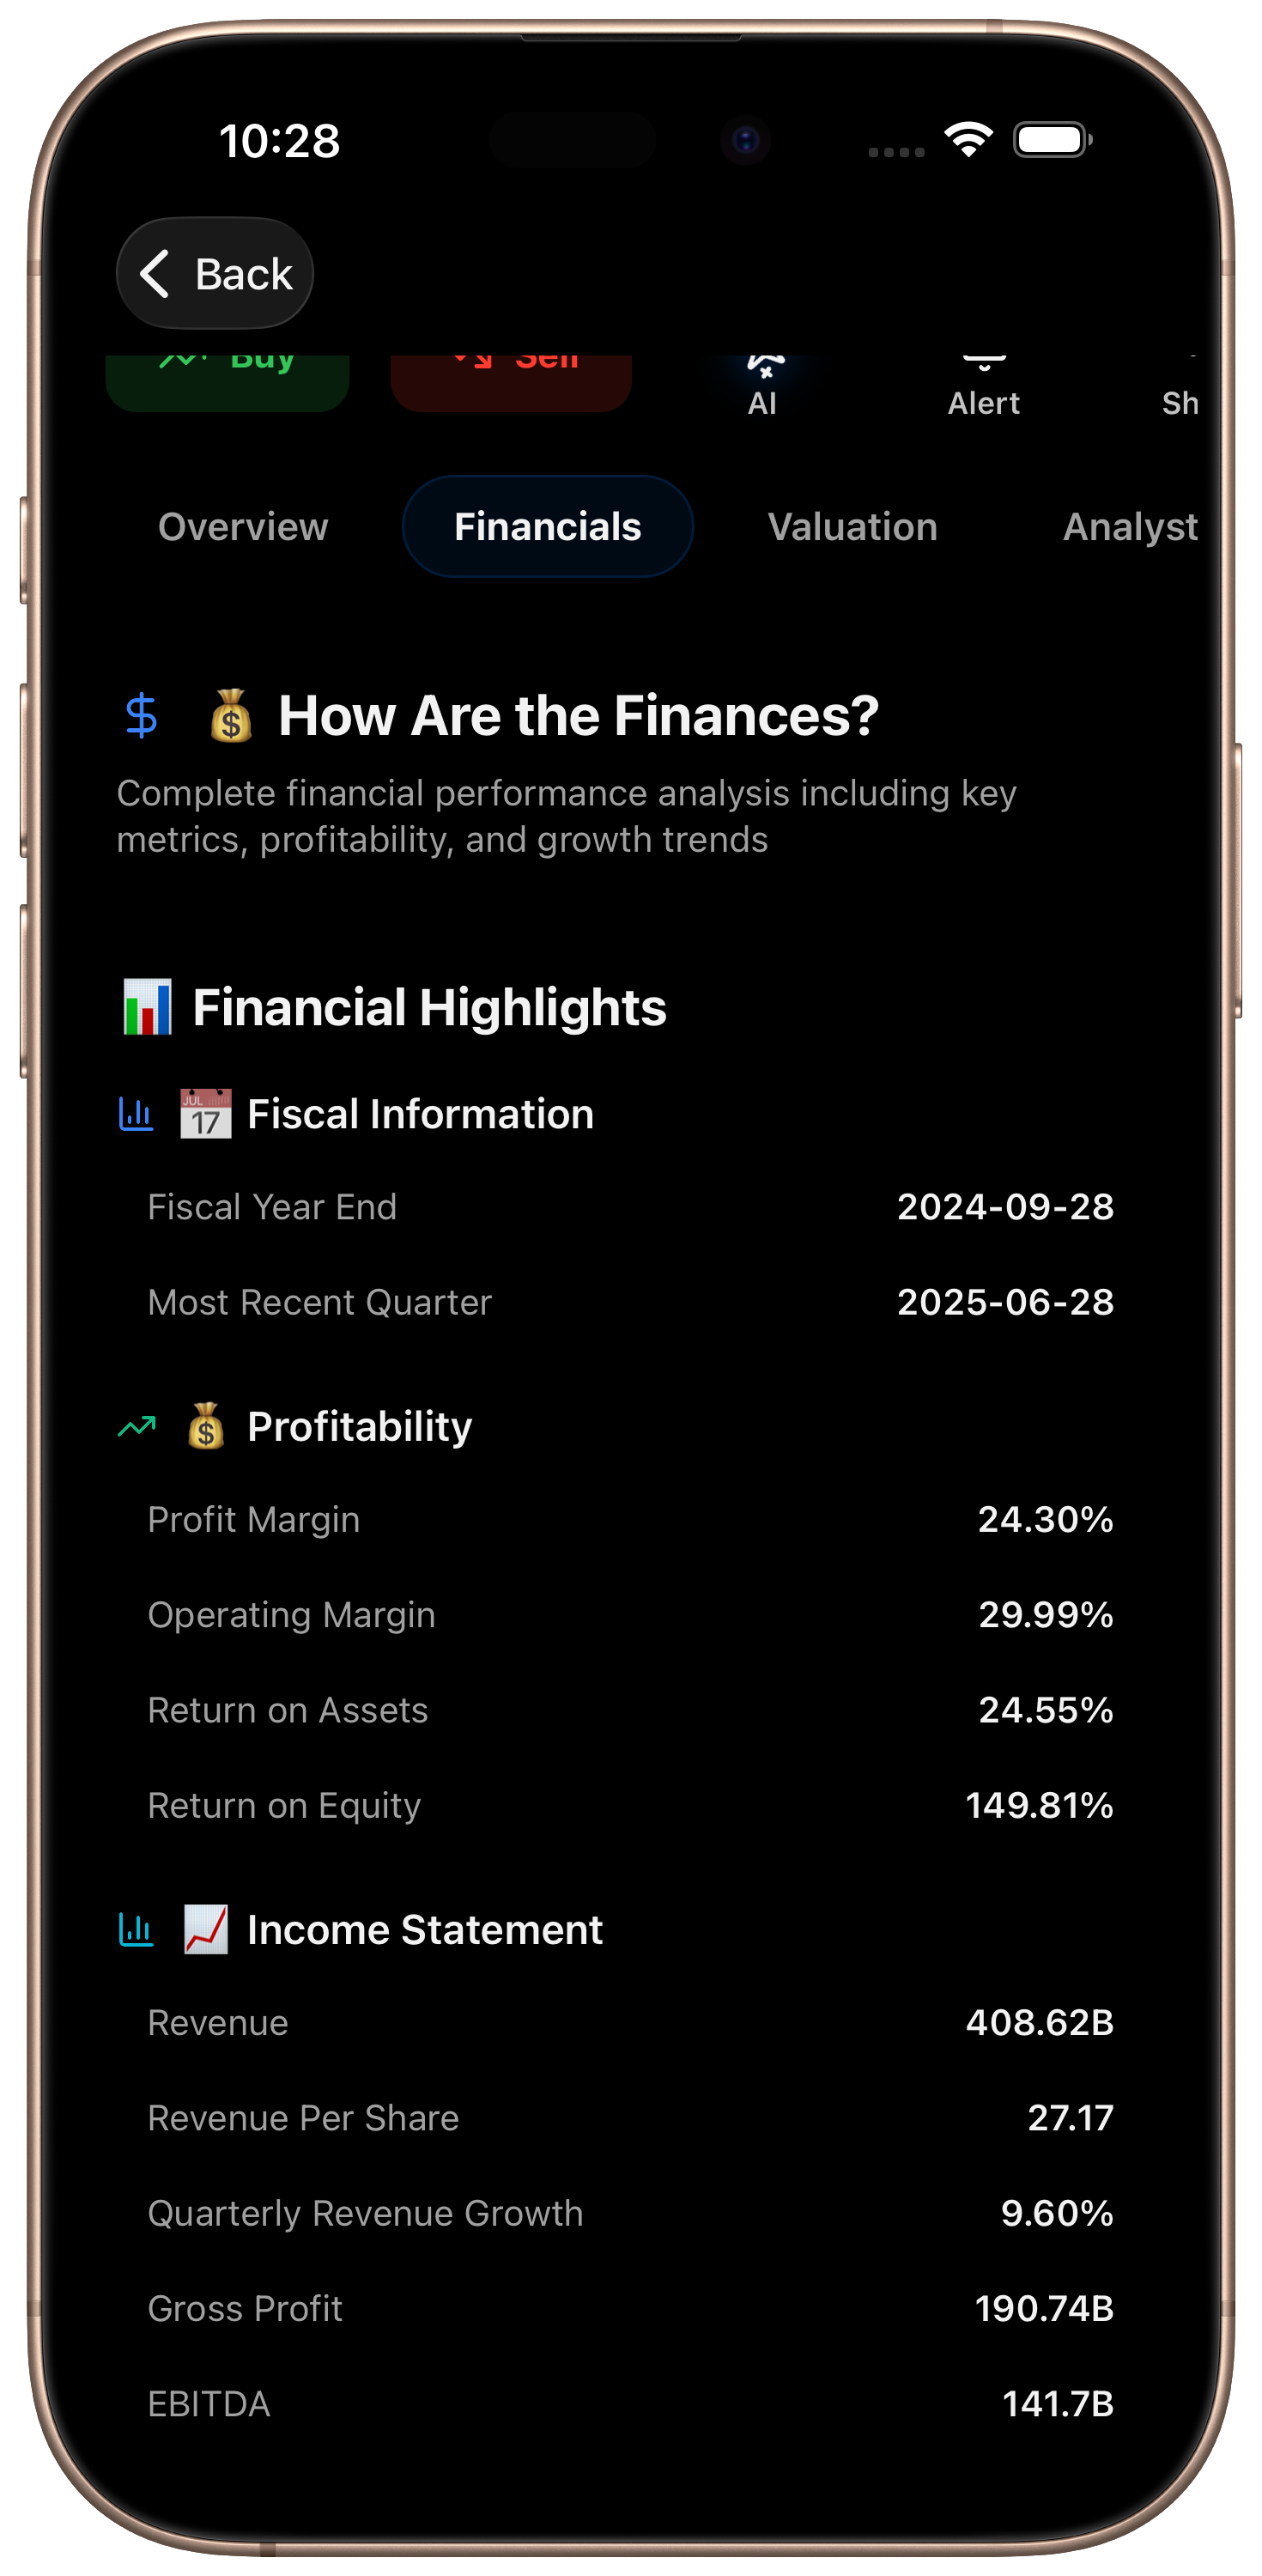 10:28
Back
Buy
Sell
AI
Alert
Sh
Overview
Financials
Valuation
Analyst
$ 💰 How Are the Finances?
Complete financial performance analysis including key
metrics, profitability, and growth trends
📊 Financial Highlights
📅 Fiscal Information
JUL
17
Fiscal Year End 2024-09-28
Most Recent Quarter 2025-06-28
💰 Profitability
Profit Margin 24.30%
Operating Margin 29.99%
Return on Assets 24.55%
Return on Equity 149.81%
📈 Income Statement
Revenue 408.62B
Revenue Per Share 27.17
Quarterly Revenue Growth 9.60%
Gross Profit 190.74B
EBITDA 141.7B